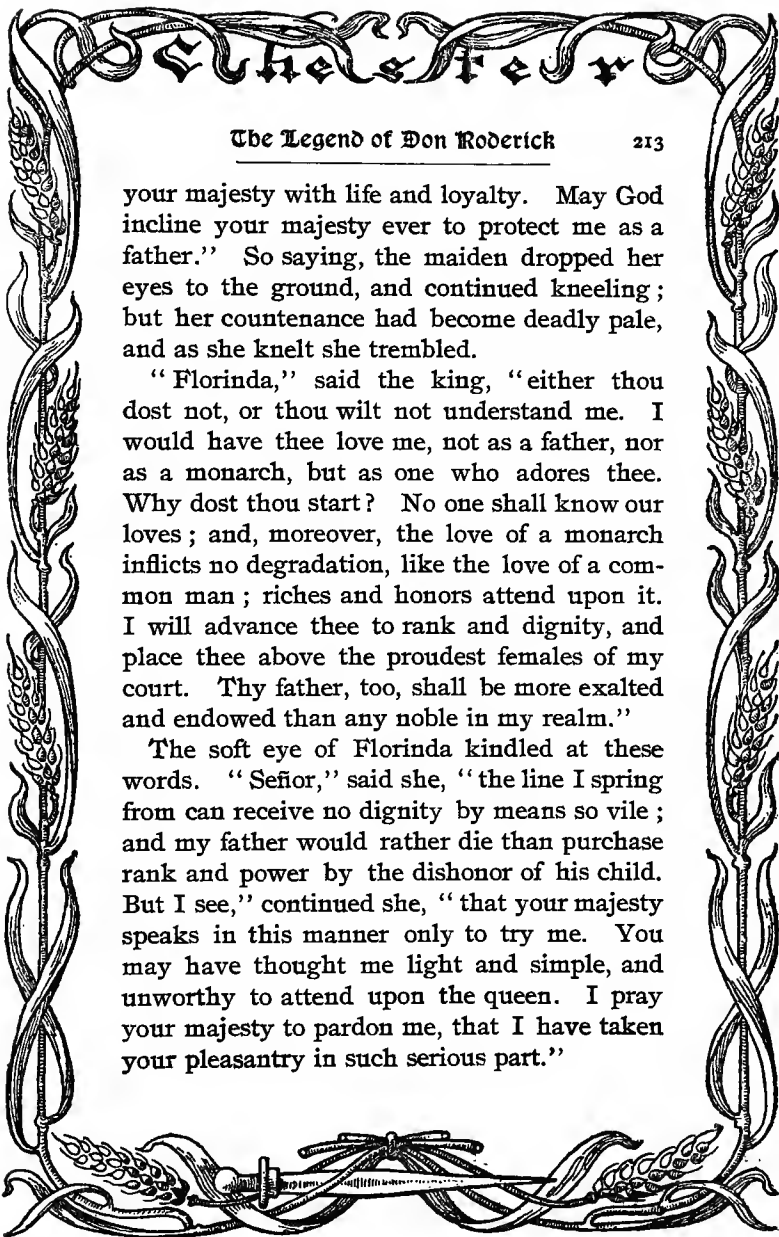 The Legend of Don Roderick 213
your majesty with life and loyalty. May God
incline your majesty ever to protect me as a
father.” So saying, the maiden dropped her
eyes to the ground, and continued kneeling ;
but her countenance had become deadly pale,
and as she knelt she trembled.
“ Florinda,” said the king, “either thou
dost not, or thou wilt not understand me. I
would have thee love me, not as a father, nor
as a monarch, but as one who adores thee.
Why dost thou start ? No one shall know our
loves ; and, moreover, the love of a monarch
inflicts no degradation, like the love of a com-
mon man ; riches and honors attend upon it.
I will advance thee to rank and dignity, and
place thee above the proudest females of my
court. Thy father, too, shall be more exalted
and endowed than any noble in my realm.”
The soft eye of Florinda kindled at these
words. “ Señor,” said she, “the line I spring
from can receive no dignity by means so vile ;
and my father would rather die than purchase
rank and power by the dishonor of his child.
But I see,” continued she, “ that your majesty
speaks in this manner only to try me. You
may have thought me light and simple, and
unworthy to attend upon the queen. I pray
your majesty to pardon me, that I have taken
your pleasantry in such serious part.”